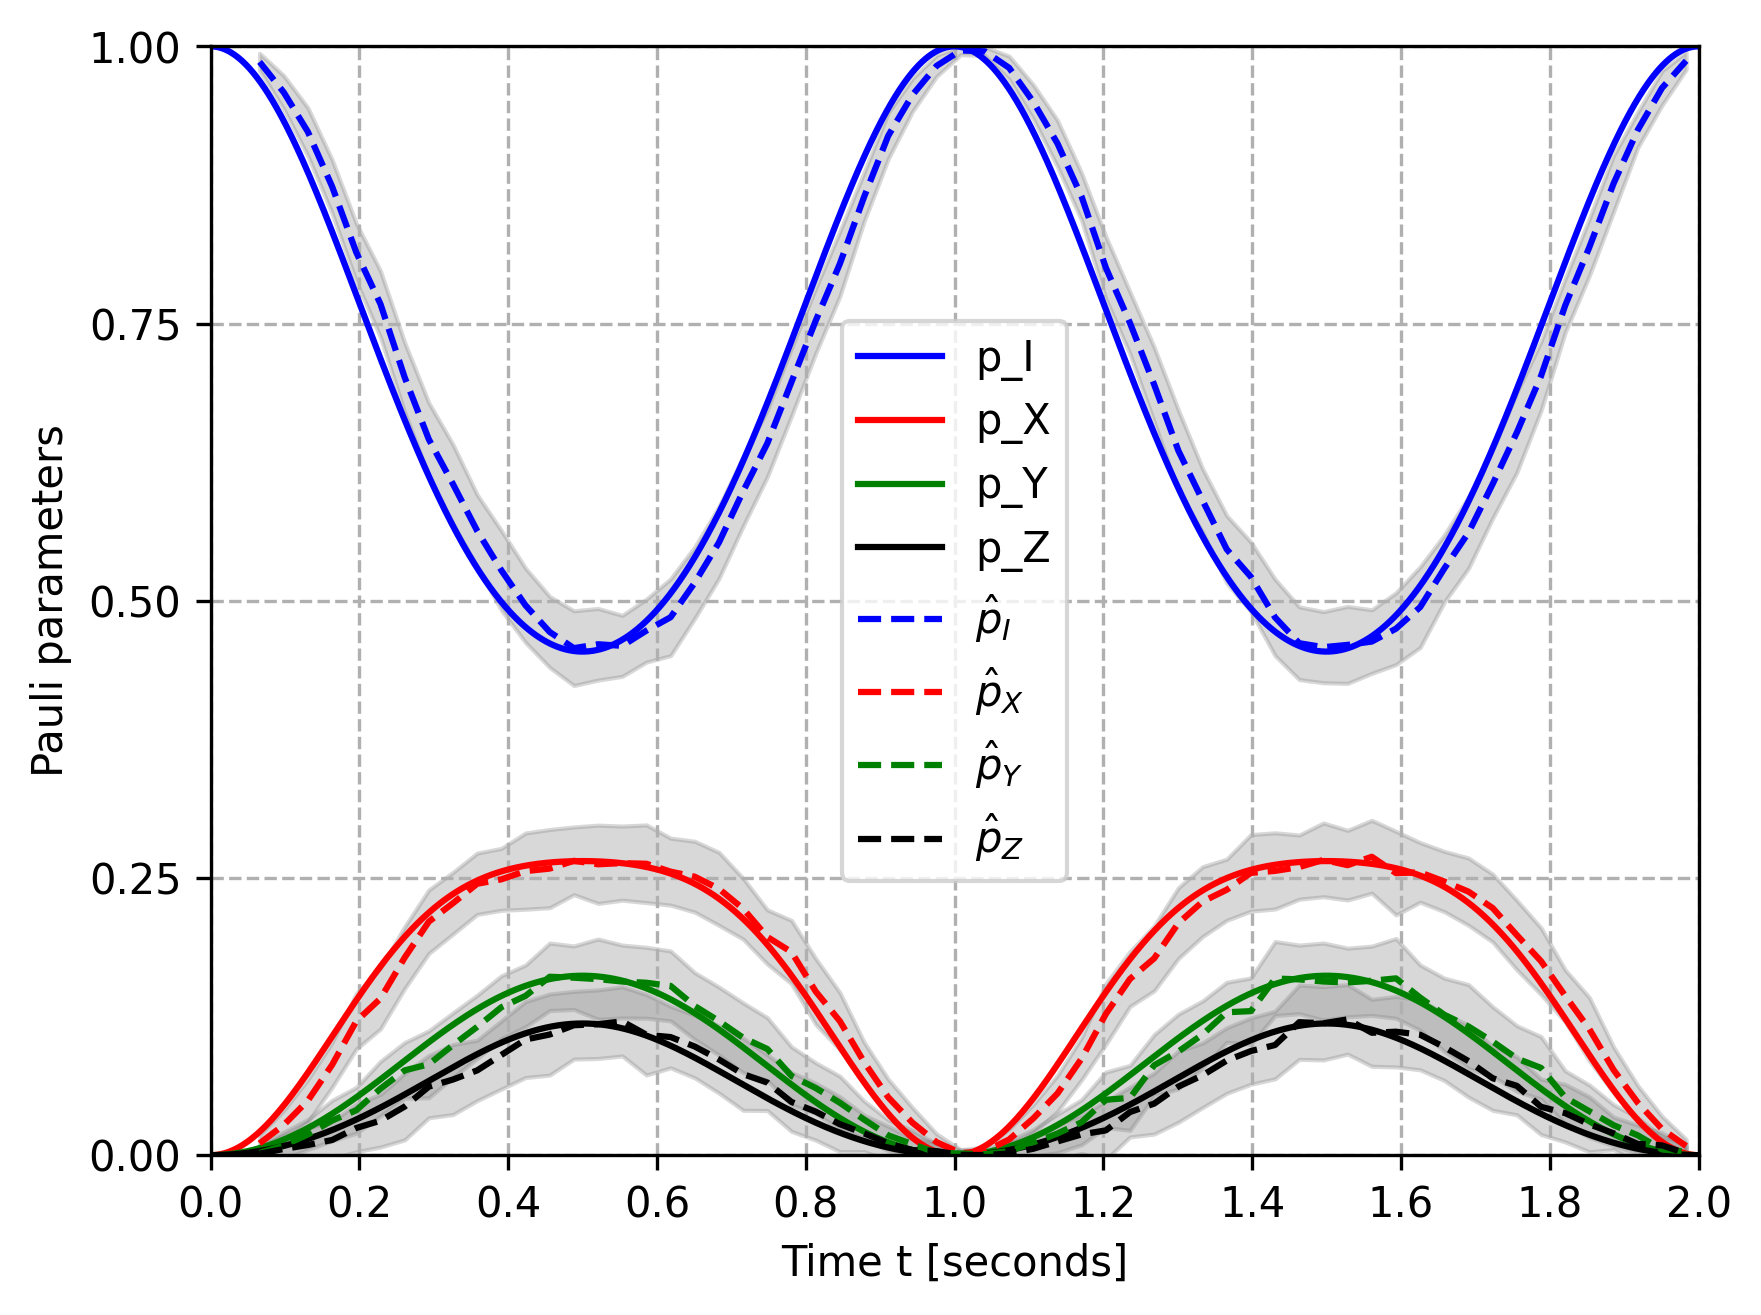 1.00
0.75
0.50
0.25
0.00
Pauli parameters
p_I
p_X
p_Y
p_Z
p̂_I
p̂_X
p̂_Y
p̂_Z
0.0 0.2 0.4 0.6 0.8 1.0 1.2 1.4 1.6 1.8 2.0
Time t [seconds]